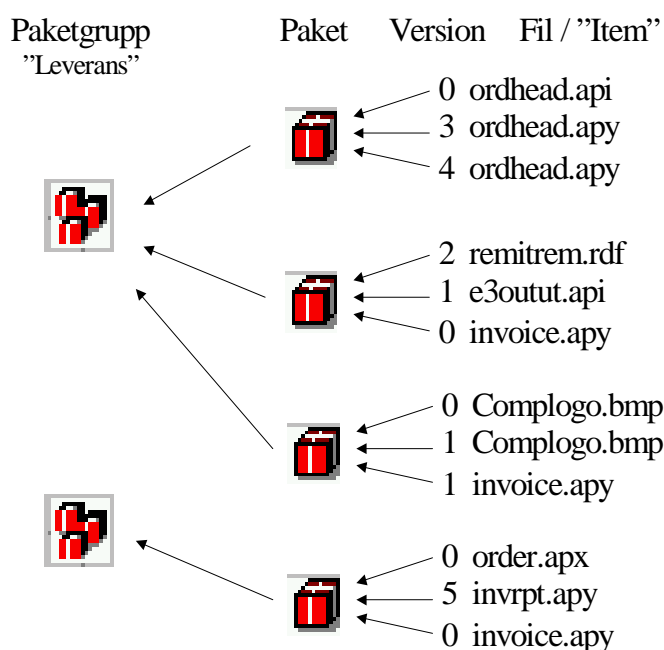 Paketgrupp Paket Version Fil / ”Item”
”Leverans”
0 ordhead.api
3 ordhead.apy
4 ordhead.apy
2 remitrem.rdf
1 e3outut.api
0 invoice.apy
0 Complogo.bmp
1 Complogo.bmp
1 invoice.apy
0 order.apx
5 invrpt.apy
0 invoice.apy